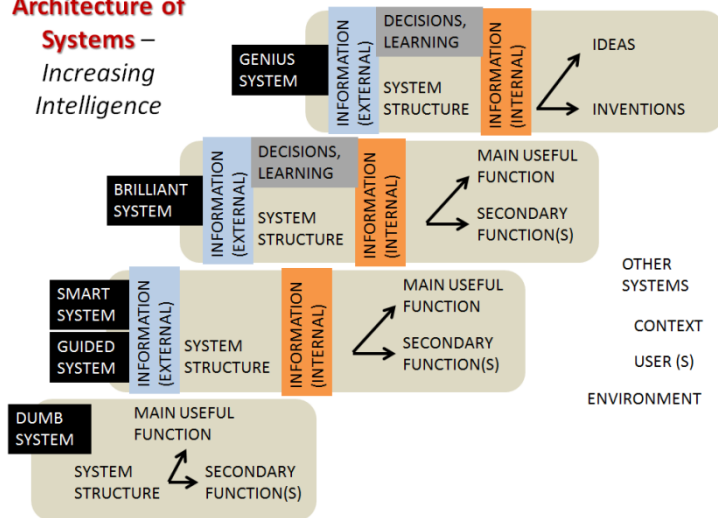 Architecture of
Systems –
Increasing
Intelligence
GENIUS
SYSTEM
INFORMATION
(EXTERNAL)
DECISIONS,
LEARNING
SYSTEM
STRUCTURE
INFORMATION
(INTERNAL)
IDEAS
INVENTIONS
BRILLIANT
SYSTEM
INFORMATION
(EXTERNAL)
DECISIONS,
LEARNING
SYSTEM
STRUCTURE
INFORMATION
(INTERNAL)
MAIN USEFUL
FUNCTION
SECONDARY
FUNCTION(S)
SMART
SYSTEM
GUIDED
SYSTEM
INFORMATION
(EXTERNAL)
SYSTEM
STRUCTURE
INFORMATION
(INTERNAL)
MAIN USEFUL
FUNCTION
SECONDARY
FUNCTION(S)
OTHER
SYSTEMS
CONTEXT
USER (S)
ENVIRONMENT
DUMB
SYSTEM
MAIN USEFUL
FUNCTION
SYSTEM
STRUCTURE
SECONDARY
FUNCTION(S)